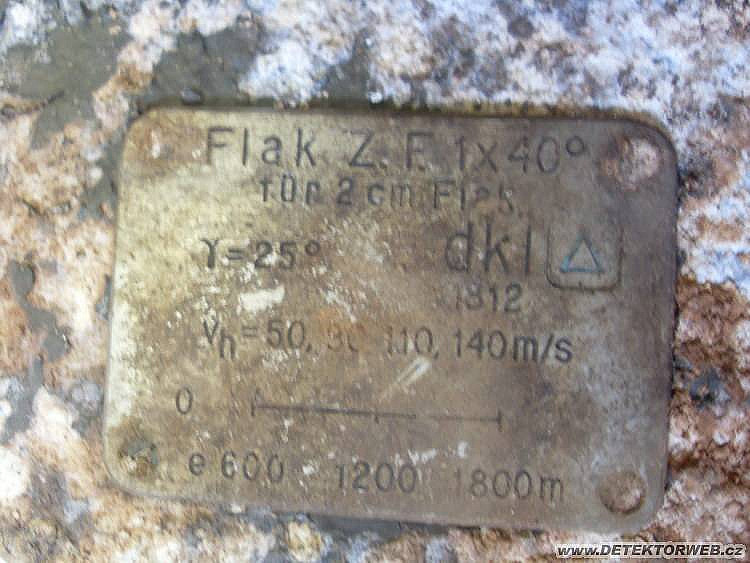 Flak Z. F. 1x40°
für 2 cm Flak
γ=25° dkl △
1812
Vh=50, 80, 110, 140m/s
0
e 600 1200 1800m
www.DETEKTORWEB.cz